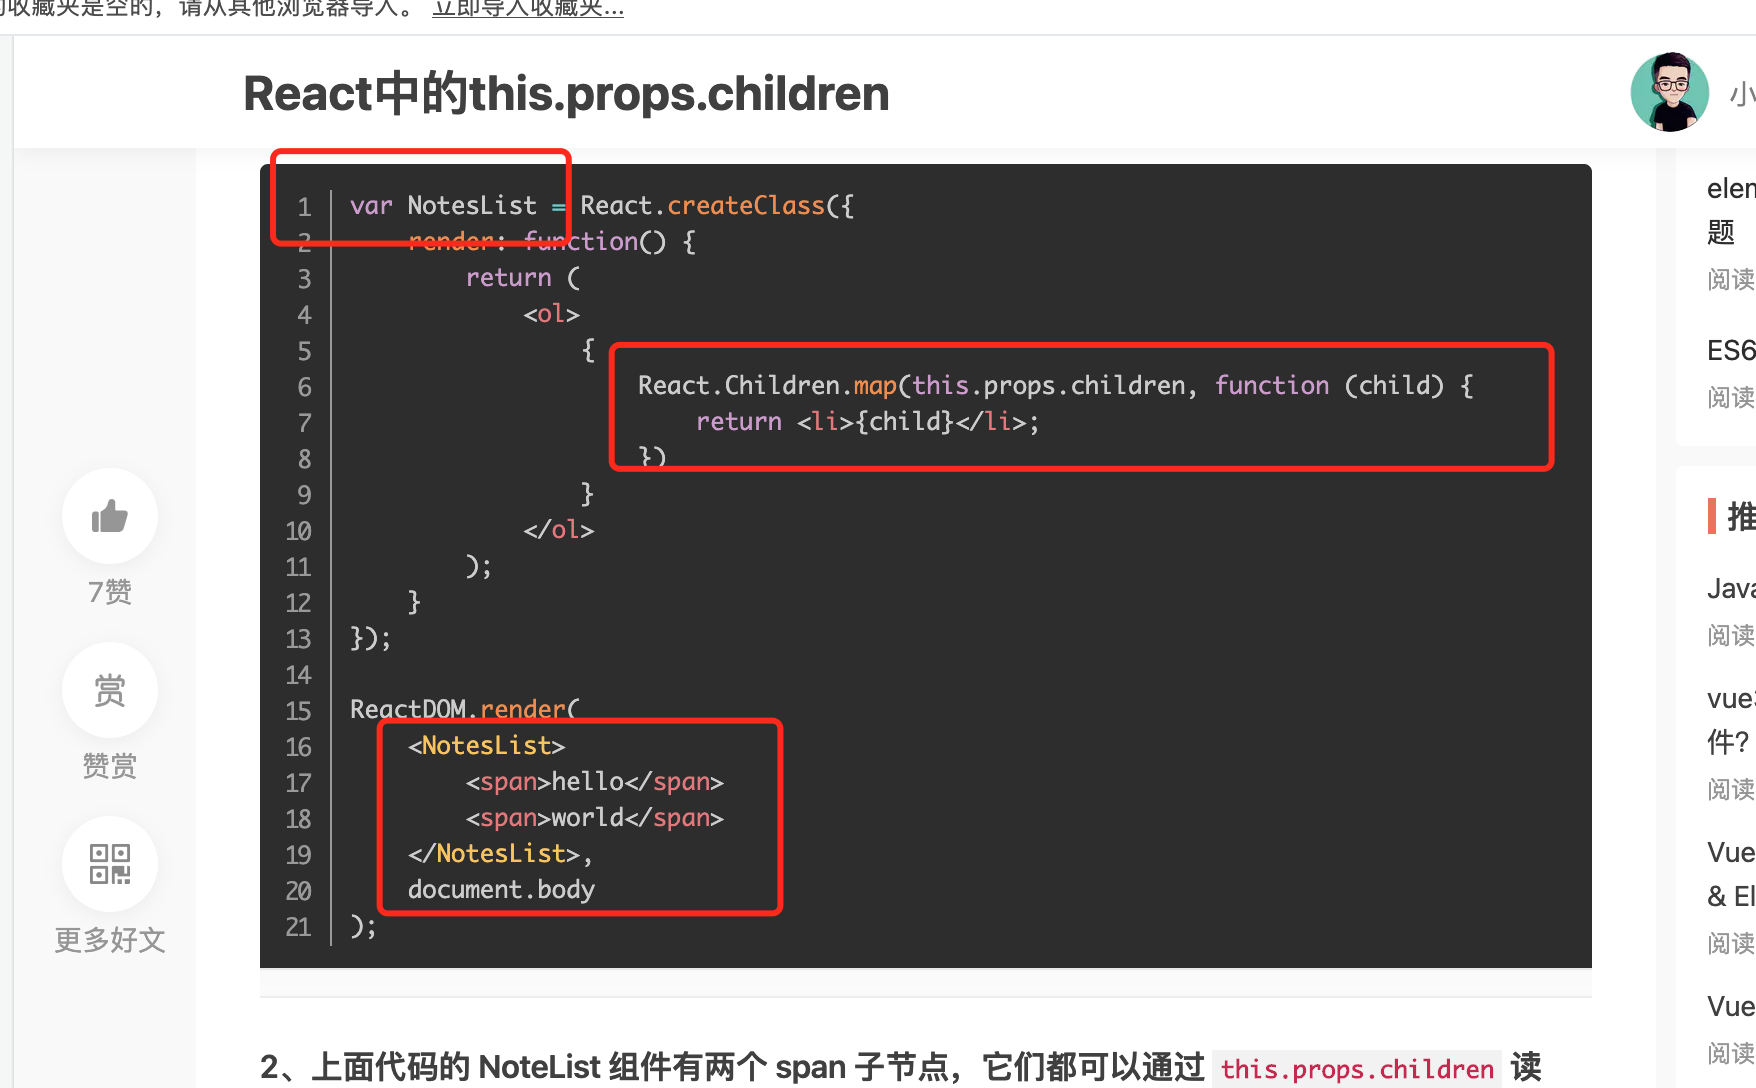 的收藏夹是空的，请从其他浏览器导入。 立即导入收藏夹...
React中的this.props.children
小
1 var NotesList = React.createClass({
2     render: function() {
3         return (
4             <ol>
5                 {
6                     React.Children.map(this.props.children, function (child) {
7                         return <li>{child}</li>;
8                     })
9                 }
10             </ol>
11         );
12     }
13 });
14
15 ReactDOM.render(
16     <NotesList>
17         <span>hello</span>
18         <span>world</span>
19     </NotesList>,
20     document.body
21 );
2、上面代码的 NoteList 组件有两个 span 子节点，它们都可以通过 this.props.children 读
7赞
赏
赞赏
更多好文
elem
题
阅读
ES6
阅读
推
Java
阅读
vue3
件?
阅读
Vue
& El
阅读
Vue
阅读